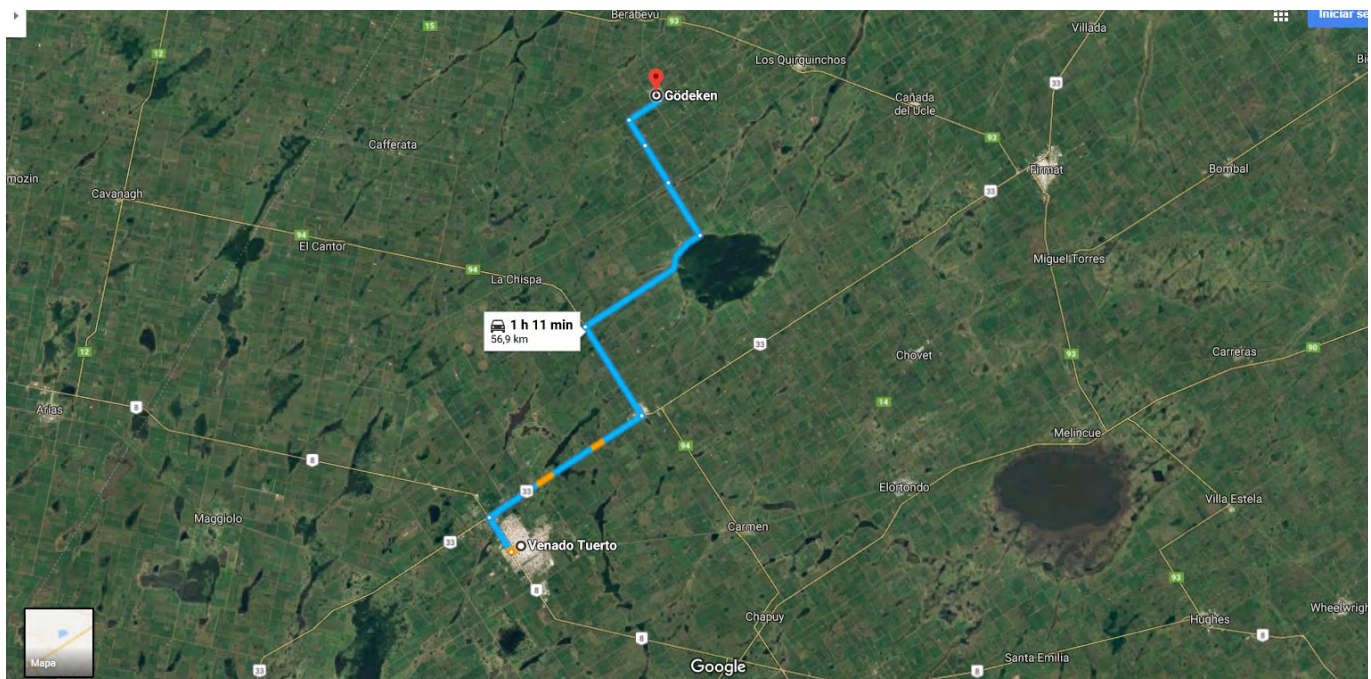 Berabevú
93
15
Iniciar se
Villada
12
Los Quirquinchos
33
Gödeken
Cañada
del Ucle
93
Cafferata
Firmat
Bombal
mozin
Cavanagh
33
94
El Cantor
Miguel Torres
94
La Chispa
1 h 11 min
56,9 km
33
12
93
90
Chovet
Carreras
Arias
8
14
Melincue
94
8
Elortondo
33
Villa Estela
Maggiolo
Carmen
33
Venado Tuerto
93
8
Wheelwrigh
Chapuy
Hughes
8
8
Mapa
Google
Santa Emilia
33
8